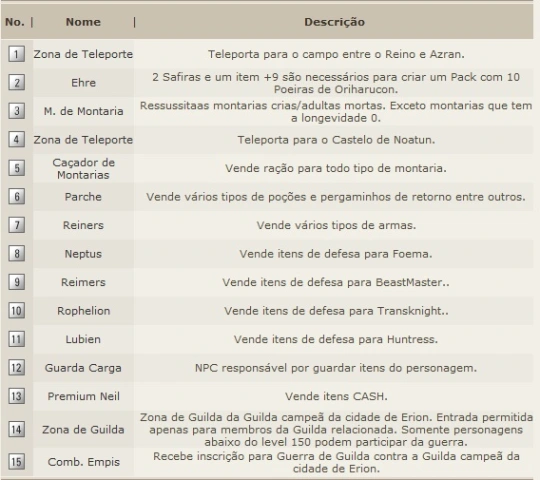 No. | Nome | Descrição
1 Zona de Teleporte Teleporta para o campo entre o Reino e Azran.
2 Ehre 2 Safiras e um item +9 são necessários para criar um Pack com 10
Poeiras de Oriharucon.
3 M. de Montaria Ressussitaas montarias crias/adultas mortas. Exceto montarias que tem
a longevidade 0.
4 Zona de Teleporte Teleporta para o Castelo de Noatun.
5 Caçador de
Montarias Vende ração para todo tipo de montaria.
6 Parche Vende vários tipos de poções e pergaminhos de retorno entre outros.
7 Reiners Vende vários tipos de armas.
8 Neptus Vende itens de defesa para Foema.
9 Reimers Vende itens de defesa para BeastMaster..
10 Rophelion Vende itens de defesa para Transknight..
11 Lubien Vende itens de defesa para Huntress.
12 Guarda Carga NPC responsável por guardar itens do personagem.
13 Premium Neil Vende itens CASH.
14 Zona de Guilda Zona de Guilda da Guilda campeã da cidade de Erion. Entrada permitida
apenas para membros da Guilda relacionada. Somente personagens
abaixo do level 150 podem participar da guerra.
15 Comb. Empis Recebe inscrição para Guerra de Guilda contra a Guilda campeã da
cidade de Erion.